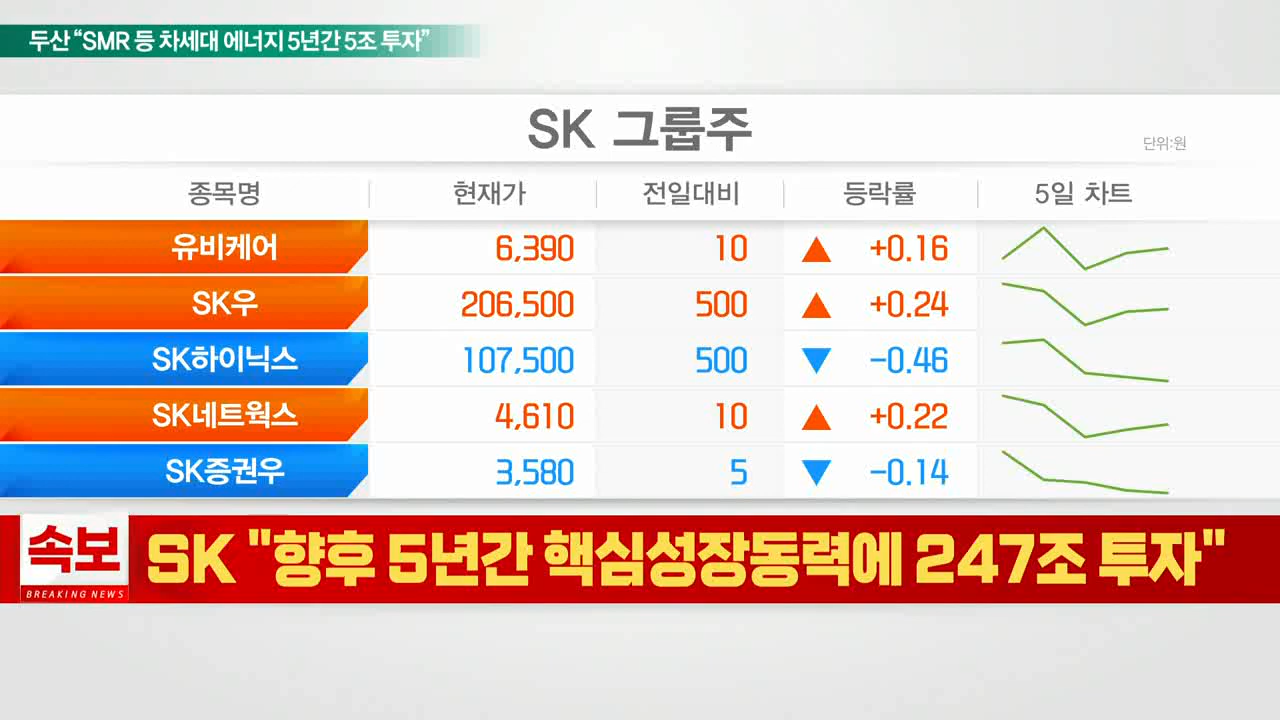 두산 “SMR 등 차세대 에너지 5년간 5조 투자”
SK 그룹주
단위:원
종목명 현재가 전일대비 등락률 5일 차트
유비케어 6,390 10 ▲ +0.16
SK우 206,500 500 ▲ +0.24
SK하이닉스 107,500 500 ▼ -0.46
SK네트웍스 4,610 10 ▲ +0.22
SK증권우 3,580 5 ▼ -0.14
속보 SK "향후 5년간 핵심성장동력에 247조 투자"
BREAKING NEWS